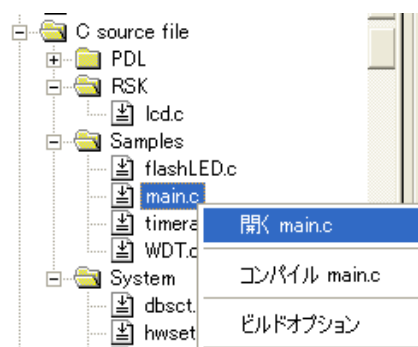 C source file
PDL
RSK
lcd.c
Samples
flashLED.c
main.c
timera
WDT.c
System
dbsct.
hwset
開く main.c
コンパイル main.c
ビルドオプション